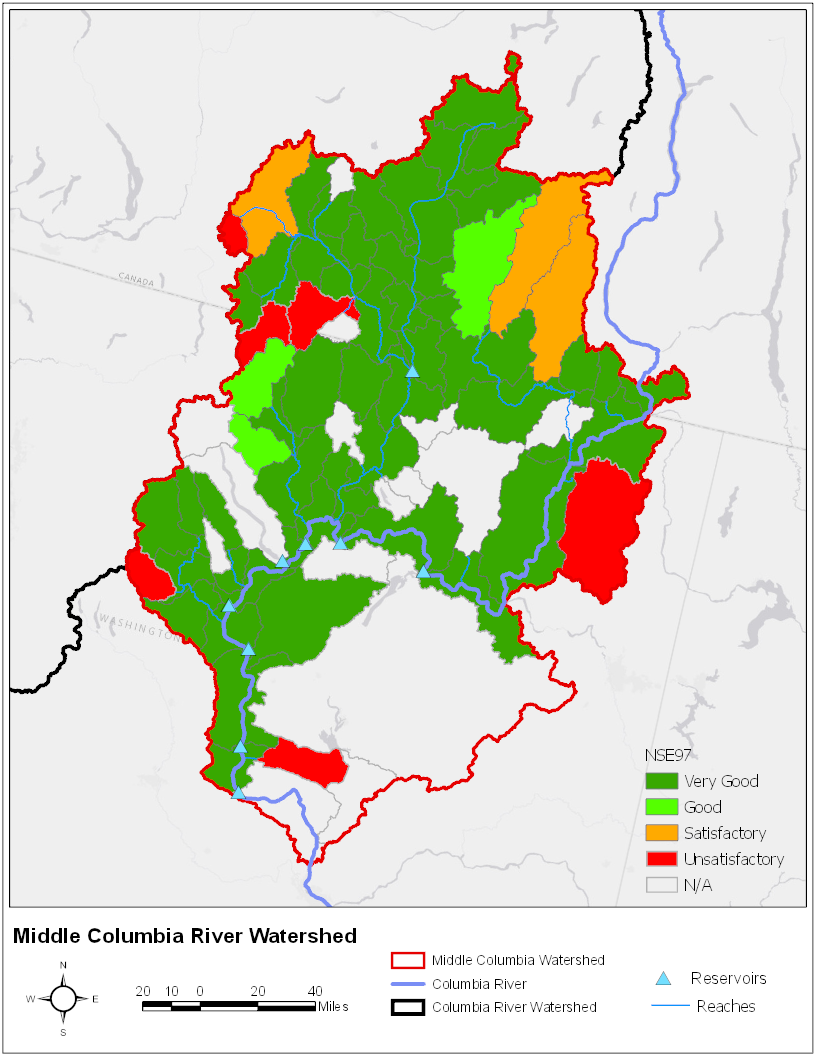 CANADA
WASHINGTON
NSE97
Very Good
Good
Satisfactory
Unsatisfactory
N/A
Middle Columbia River Watershed
N
W E
S
20 10 0 20 40
Miles
Middle Columbia Watershed
Columbia River
Columbia River Watershed
Reservoirs
Reaches